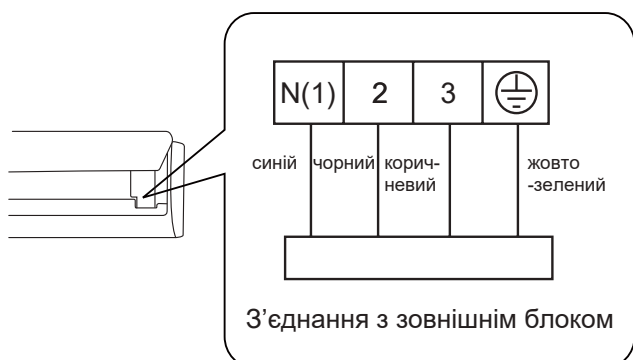 N(1) 2 3
синій чорний корич-
невий жовто
-зелений
З’єднання з зовнішнім блоком